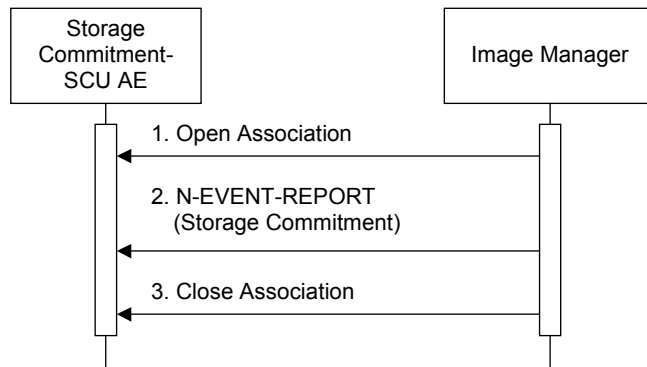 Storage
Commitment-
SCU AE
Image Manager
1. Open Association
2. N-EVENT-REPORT
(Storage Commitment)
3. Close Association